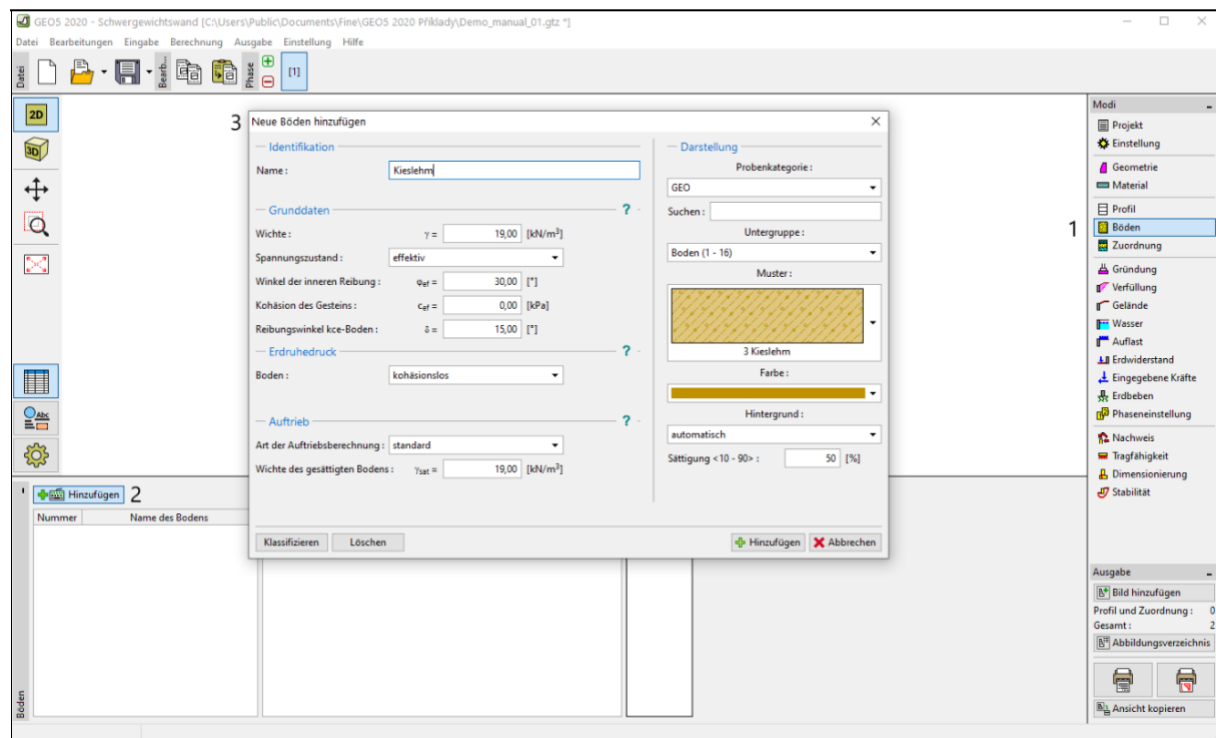 GEO5 2020 - Schwergewichtswand [C:\Users\Public\Documents\Fine\GEO5 2020 Příklady\Demo_manual_01.gtz *]
Datei Bearbeitungen Eingabe Berechnung Ausgabe Einstellung Hilfe
Datei
Bearb...
Phase
[1]
2D
3D
Abc
3
Neue Böden hinzufügen
Identifikation
Name :
Kieslehm
Grunddaten
?
Wichte :
γ =
19,00
[kN/m³]
Spannungszustand :
effektiv
Winkel der inneren Reibung :
φef =
30,00
[°]
Kohäsion des Gesteins :
cef =
0,00
[kPa]
Reibungswinkel kce-Boden :
δ =
15,00
[°]
Erdruhedruck
?
Boden :
kohäsionslos
Auftrieb
?
Art der Auftriebsberechnung :
standard
Wichte des gesättigten Bodens :
γsat =
19,00
[kN/m³]
Klassifizieren
Löschen
Darstellung
Probenkategorie :
GEO
Suchen :
Untergruppe :
Boden (1 - 16)
Muster :
3 Kieslehm
Farbe :
Hintergrund :
automatisch
Sättigung <10 - 90> :
50
[%]
Hinzufügen
Abbrechen
Modi
Projekt
Einstellung
Geometrie
Material
Profil
1
Böden
Zuordnung
Gründung
Verfüllung
Gelände
Wasser
Auflast
Erdwiderstand
Eingegebene Kräfte
Erdbeben
Phaseneinstellung
Nachweis
Tragfähigkeit
Dimensionierung
Stabilität
Hinzufügen
2
Nummer
Name des Bodens
Böden
Ausgabe
Bild hinzufügen
Profil und Zuordnung : 0
Gesamt : 2
Abbildungsverzeichnis
Ansicht kopieren